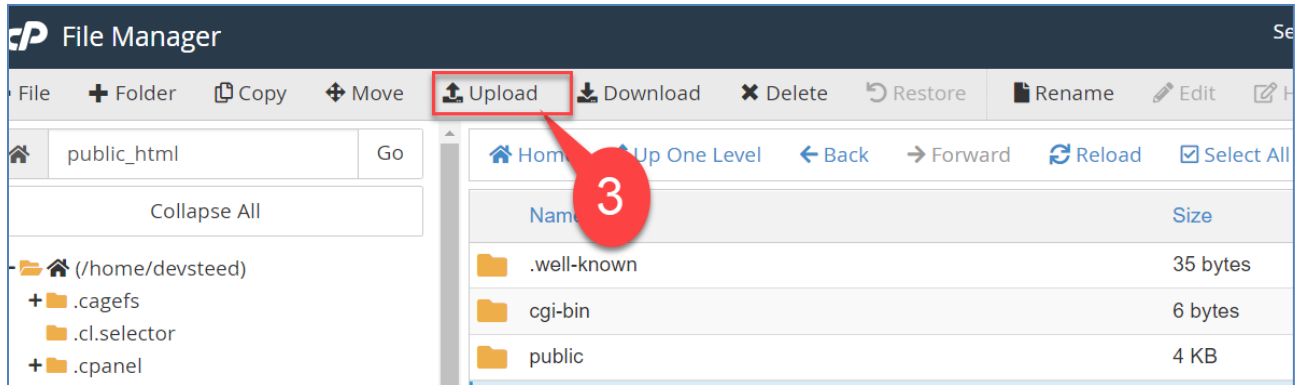 cP File Manager Se
File Folder Copy Move Upload Download Delete Restore Rename Edit H
public_html Go Home Up One Level Back Forward Reload Select All
3
Collapse All Name Size
(/home/devsteed) .well-known 35 bytes
.cagefs cgi-bin 6 bytes
.cl.selector
.cpanel public 4 KB